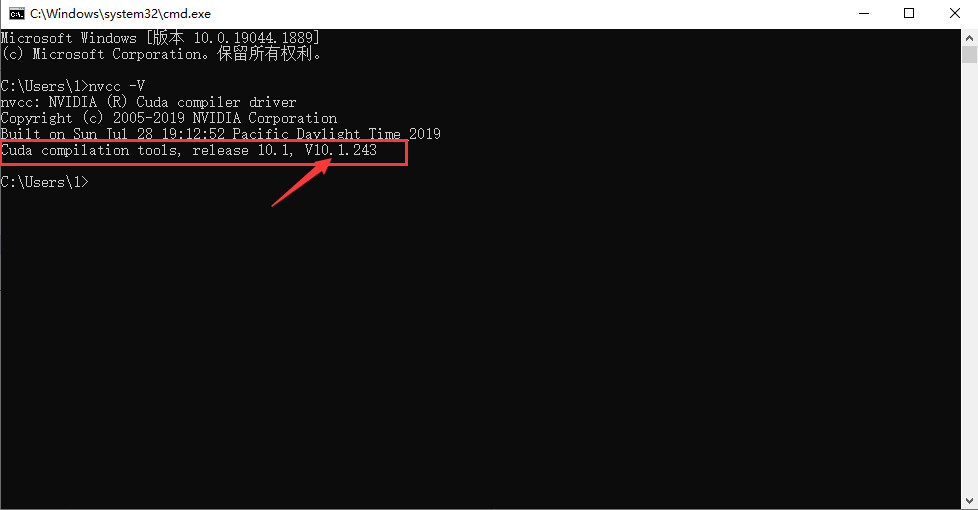 C:\Windows\system32\cmd.exe
Microsoft Windows [版本 10.0.19044.1889]
(c) Microsoft Corporation。保留所有权利。
C:\Users\1>nvcc -V
nvcc: NVIDIA (R) Cuda compiler driver
Copyright (c) 2005-2019 NVIDIA Corporation
Built on Sun Jul 28 19:12:52 Pacific Daylight Time 2019
Cuda compilation tools, release 10.1, V10.1.243
C:\Users\1>